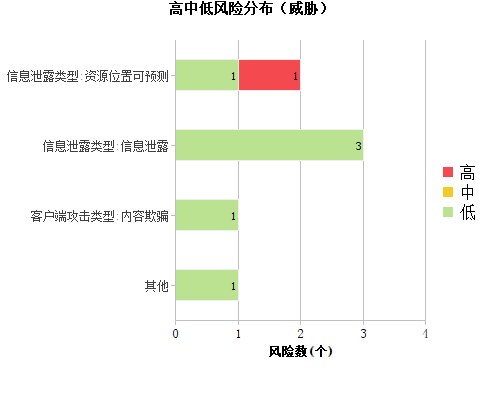 高中低风险分布（威胁）
信息泄露类型:资源位置可预测
1
1
信息泄露类型:信息泄露
3
客户端攻击类型:内容欺骗
1
其他
1
0
1
2
3
4
风险数(个)
高
中
低